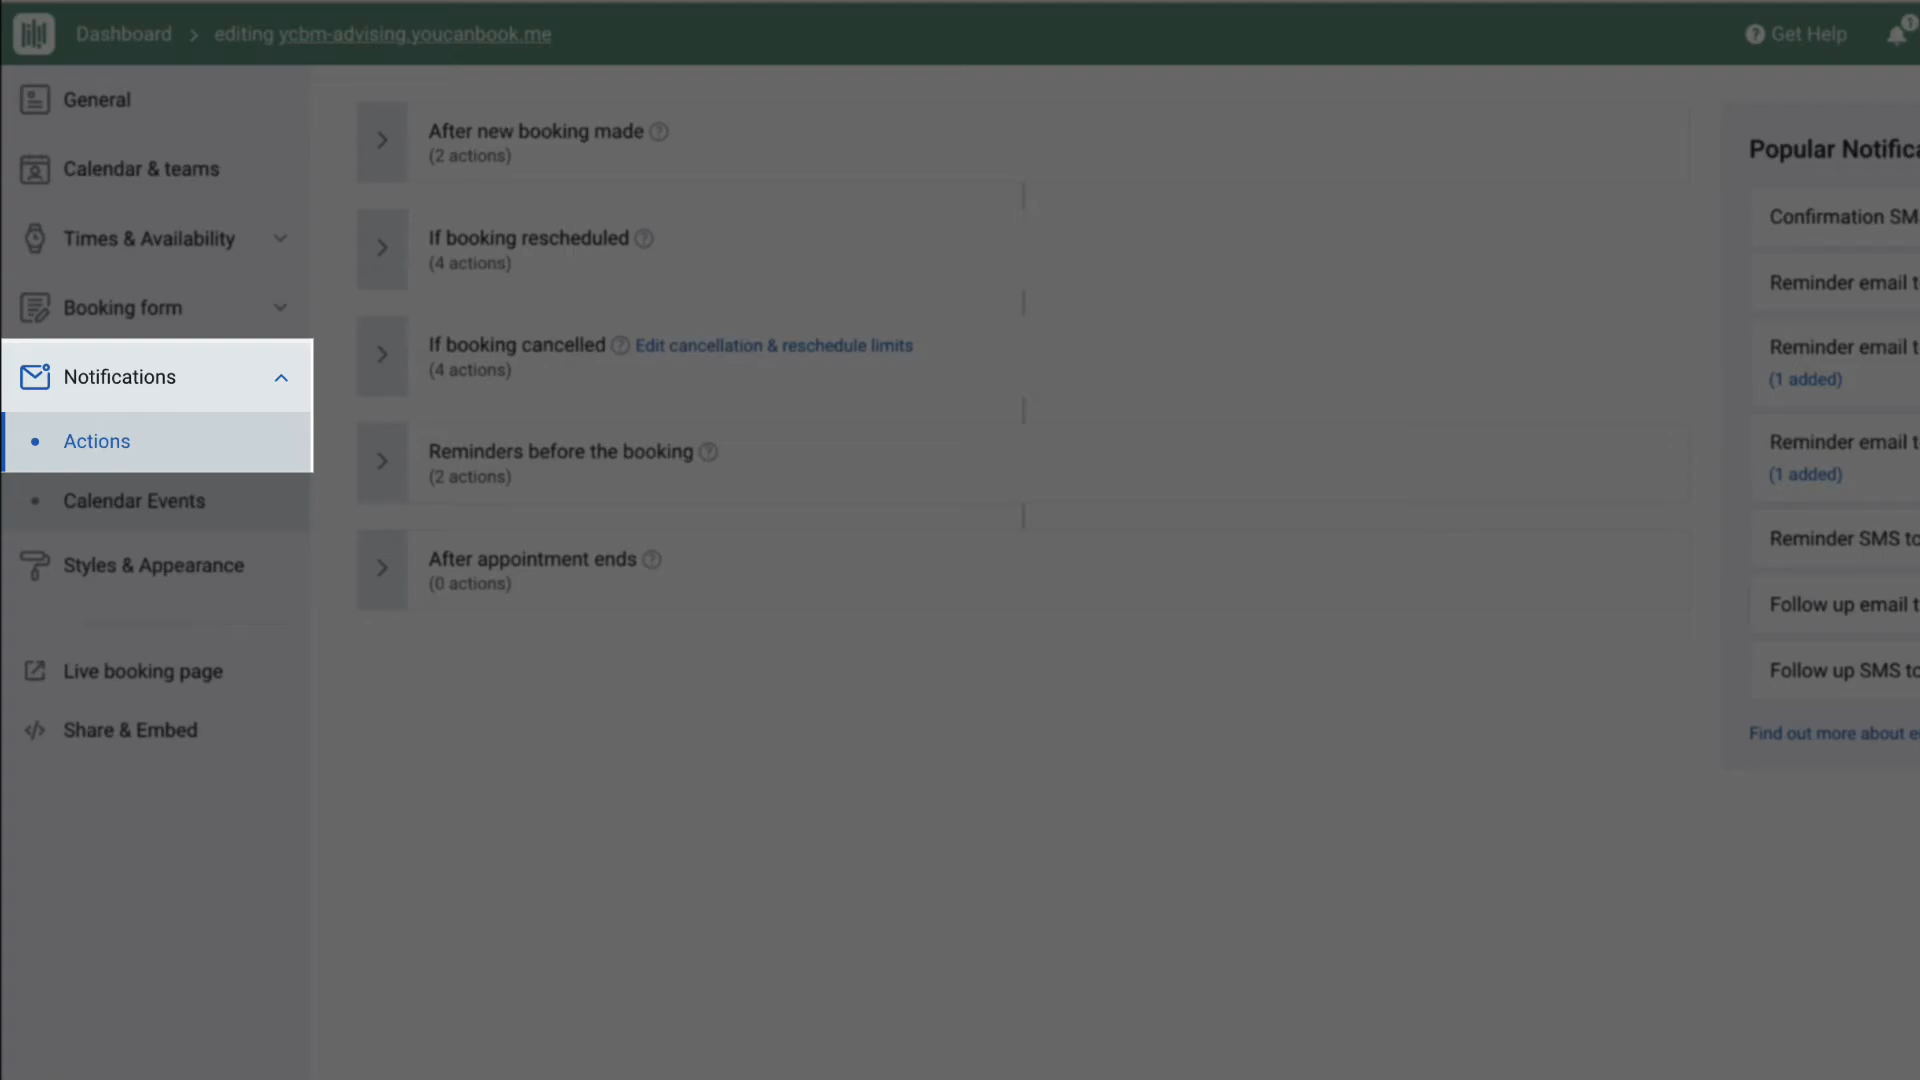 Dashboard > editing ycbm-advising.youcanbook.me
Get Help
1
General
Calendar & teams
Times & Availability
Booking form
Notifications
Actions
Calendar Events
Styles & Appearance
Live booking page
Share & Embed
After new booking made
(2 actions)
If booking rescheduled
(4 actions)
If booking cancelled Edit cancellation & reschedule limits
(4 actions)
Reminders before the booking
(2 actions)
After appointment ends
(0 actions)
Popular
Confirmation
Reminder email
Reminder email
(1 added)
Reminder email
(1 added)
Reminder SMS
Follow up email
Follow up SMS
Find out more about